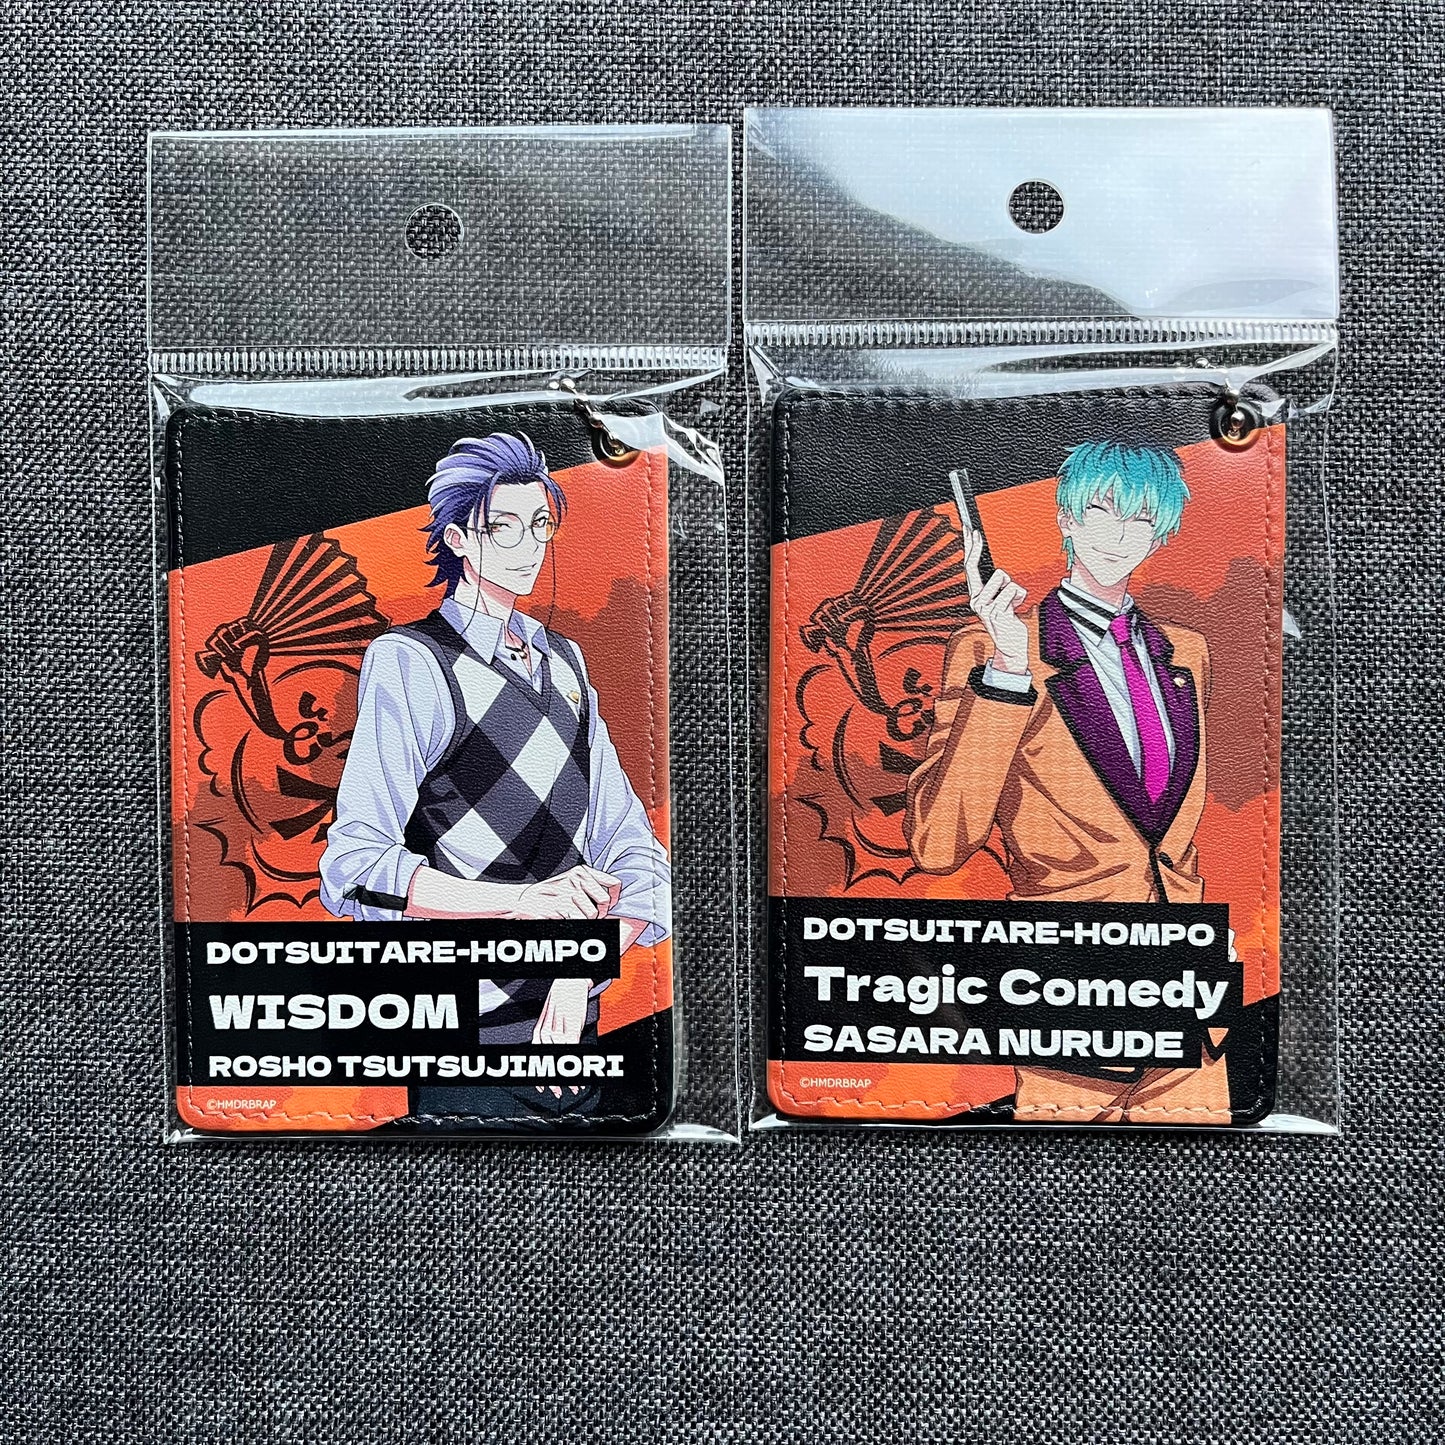 DOTSUITARE-HOMPO
WISDOM
ROSHO TSUTSUJIMORI
©HMDRBRAP
DOTSUITARE-HOMPO
Tragic Comedy
SASARA NURUDE
©HMDRBRAP